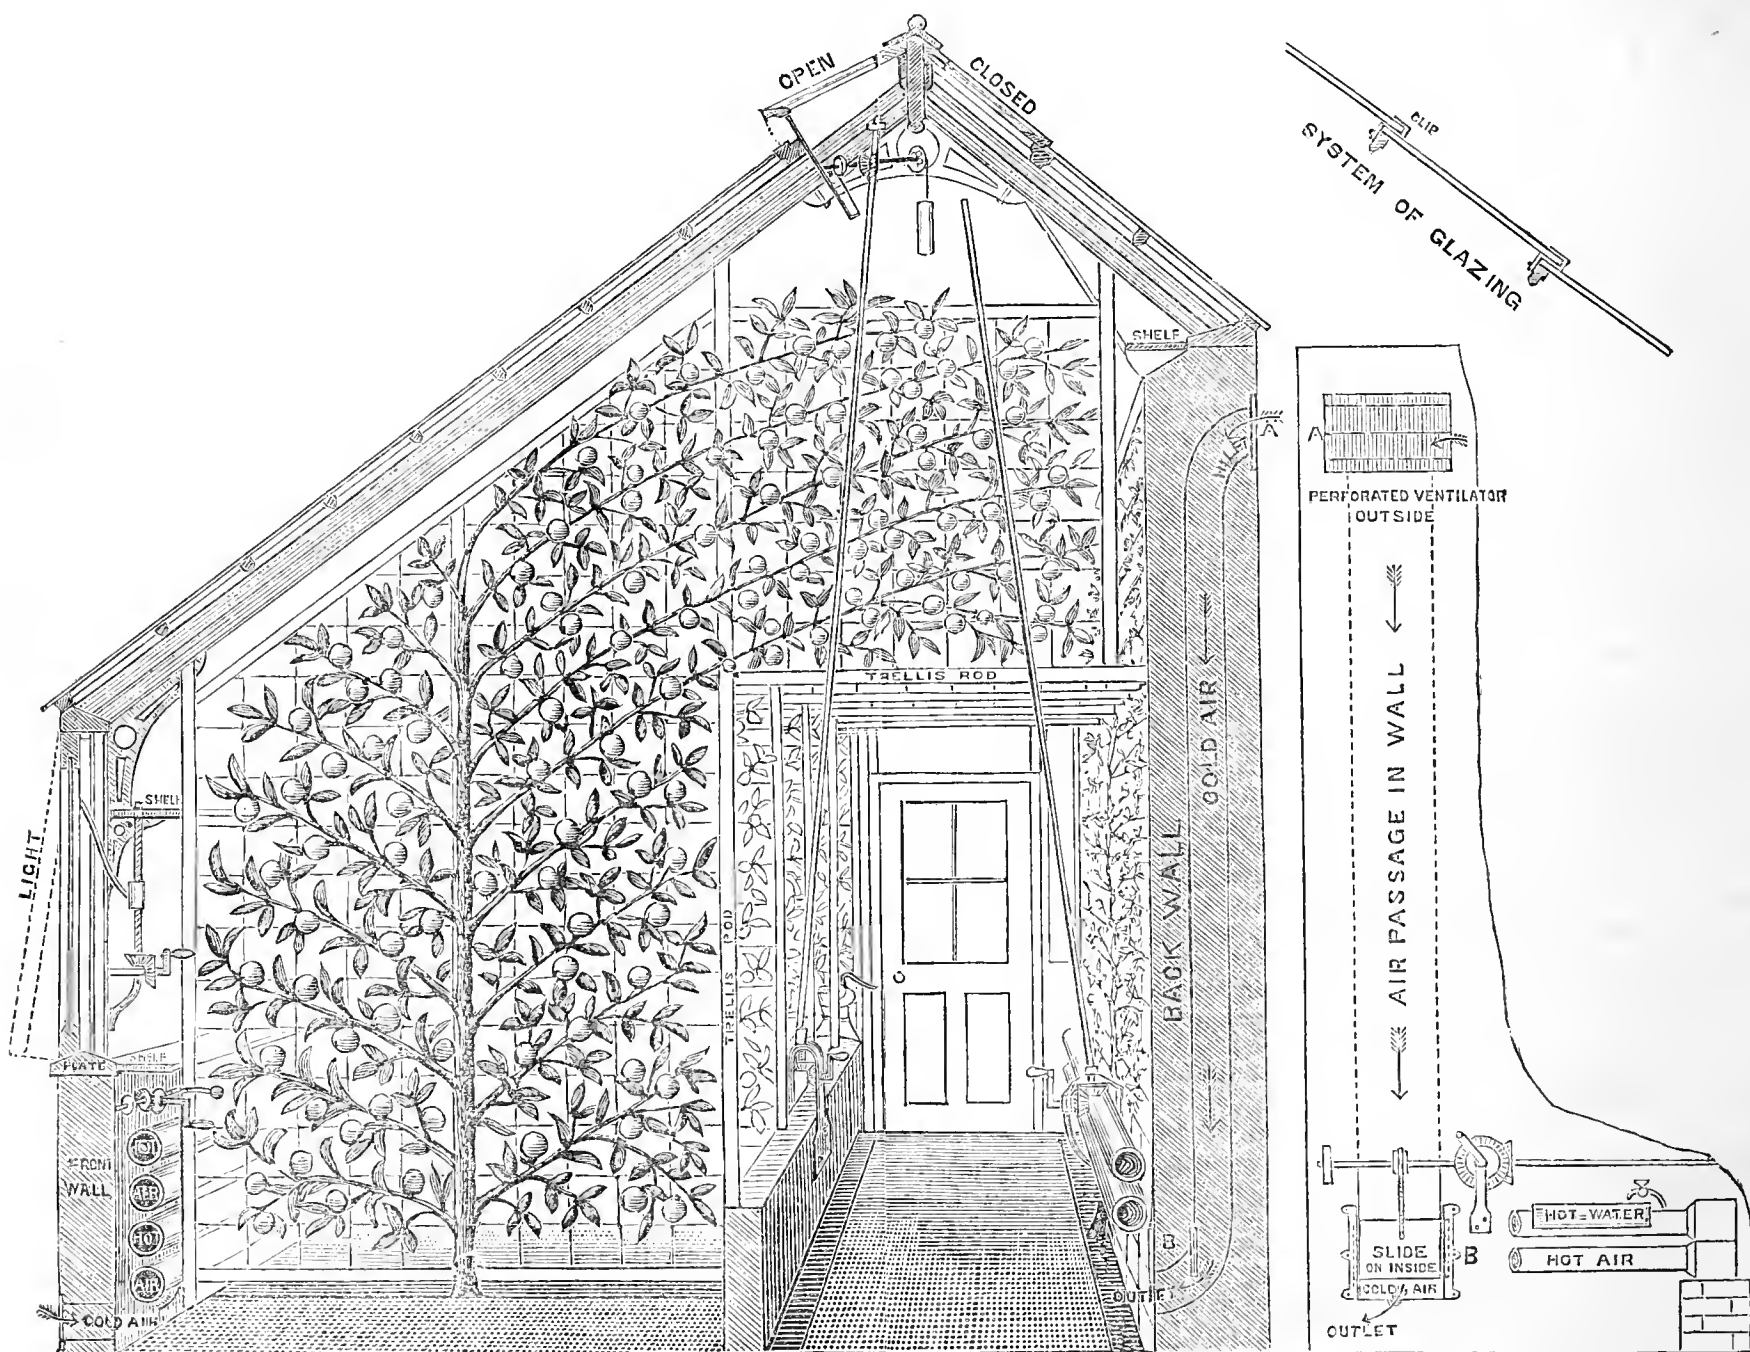 OPEN
CLOSED
CLIP
SYSTEM OF GLAZING
SHELF
A
INLET
A
PERFORATED VENTILATOR
OUTSIDE
COLD AIR
AIR PASSAGE IN WALL
TRELLIS ROD
SHELF
LIGHT
BACK WALL
TRELLIS ROD
PLATE
SHELF
FRONT
WALL
HOT
AIR
HOT
AIR
COLD AIR
B
OUTLET
SLIDE
ON INSIDE
B
COLD AIR
OUTLET
HOT-WATER
HOT AIR